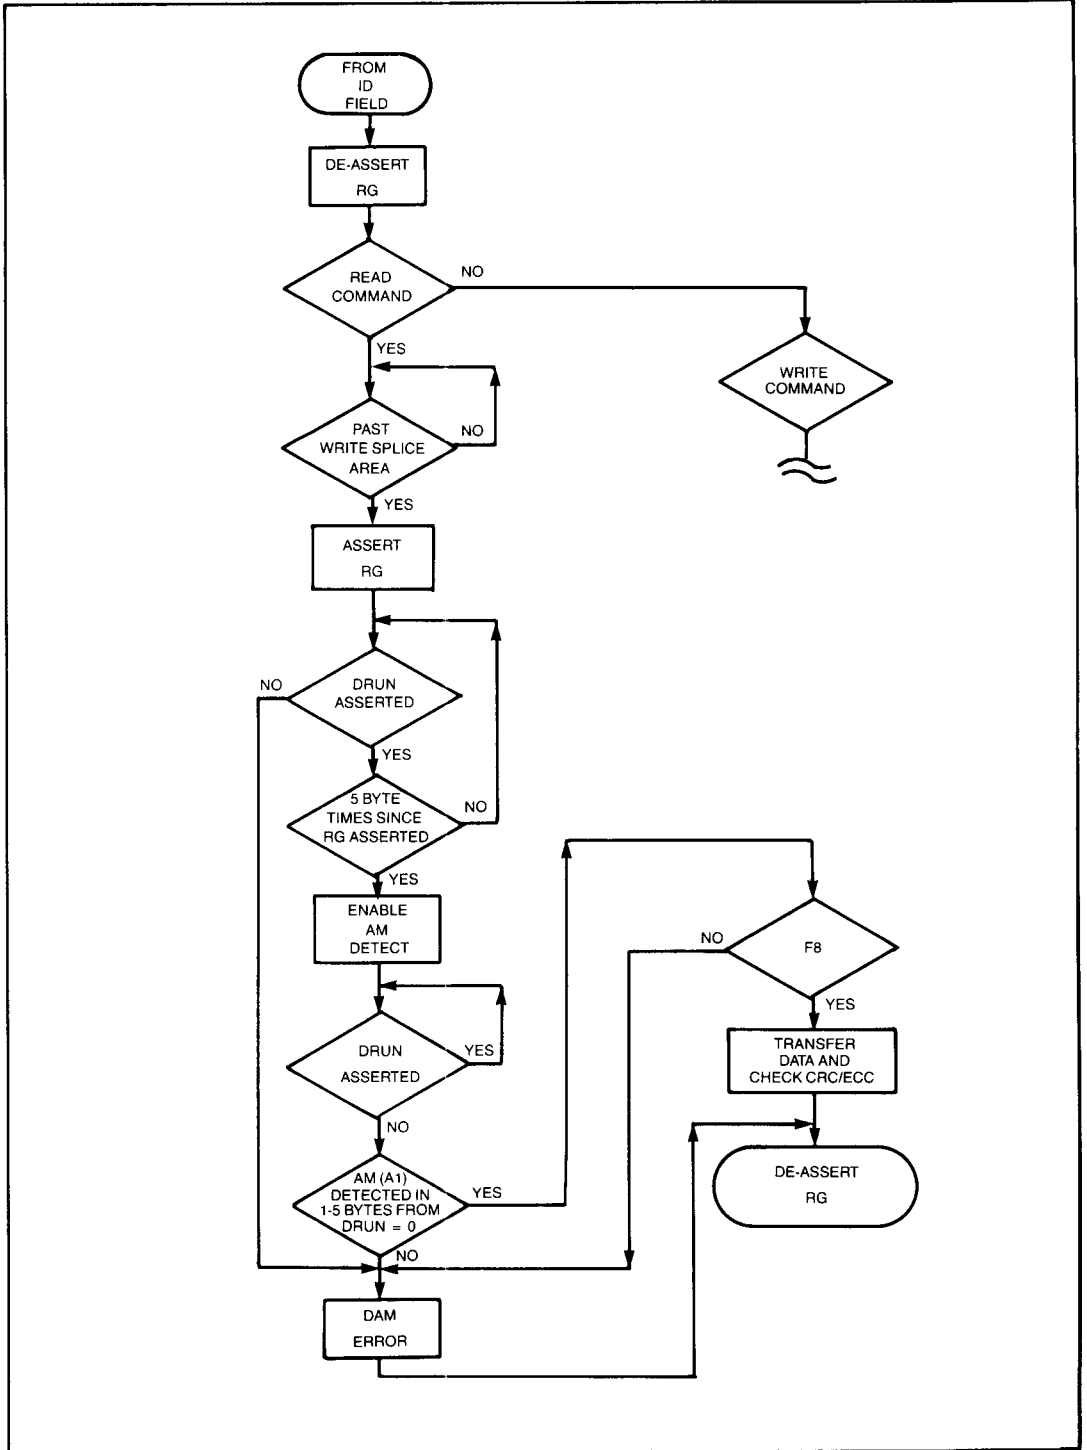 FROM
ID
FIELD
DE-ASSERT
RG
READ
COMMAND
NO
YES
WRITE
COMMAND
PAST
WRITE SPLICE
AREA
NO
YES
ASSERT
RG
DRUN
ASSERTED
NO
YES
5 BYTE
TIMES SINCE
RG ASSERTED
NO
YES
ENABLE
AM
DETECT
DRUN
ASSERTED
YES
NO
AM (A1)
DETECTED IN
1-5 BYTES FROM
DRUN = 0
YES
NO
F8
NO
YES
TRANSFER
DATA AND
CHECK CRC/ECC
DE-ASSERT
RG
DAM
ERROR